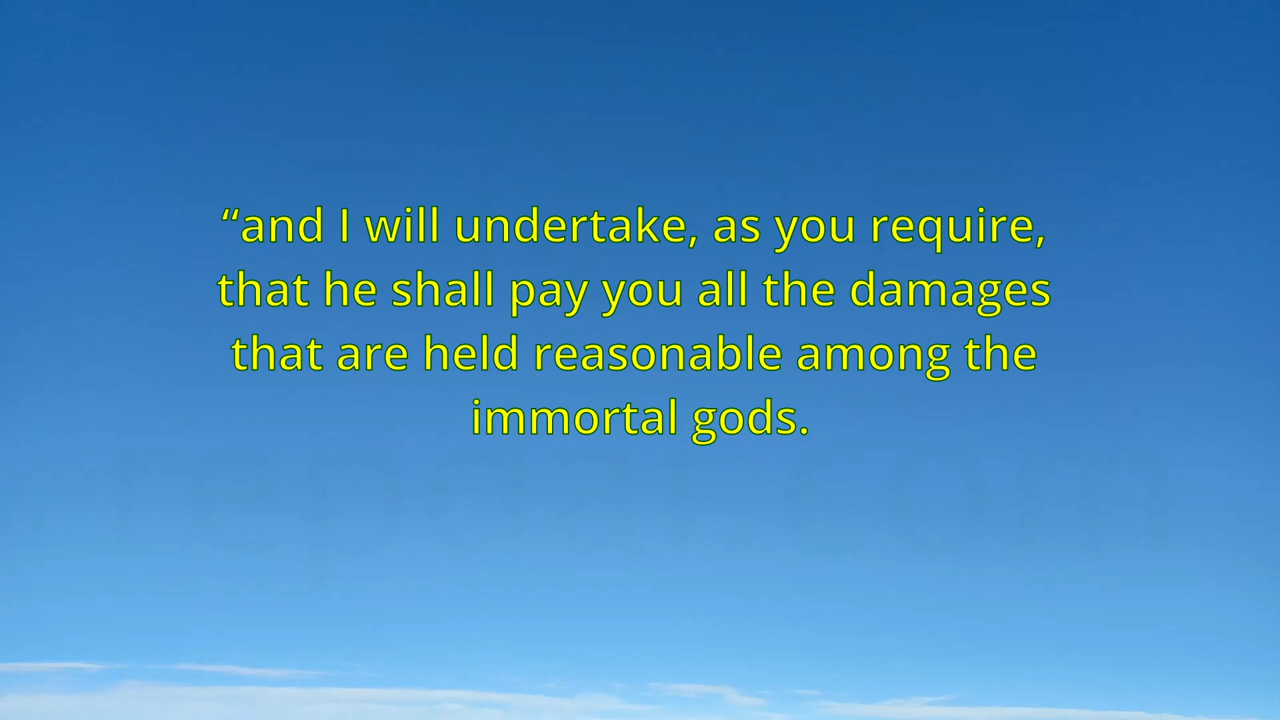 “and I will undertake, as you require,
that he shall pay you all the damages
that are held reasonable among the
immortal gods.